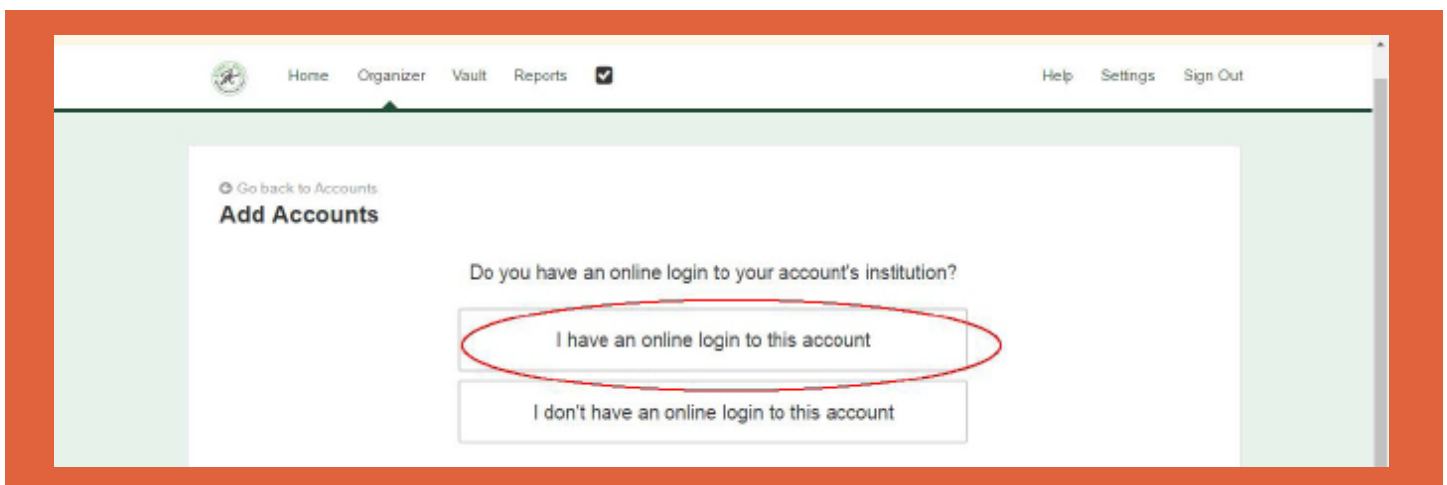 Home Organizer Vault Reports Help Settings Sign Out
Go back to Accounts
Add Accounts
Do you have an online login to your account's institution?
I have an online login to this account
I don't have an online login to this account